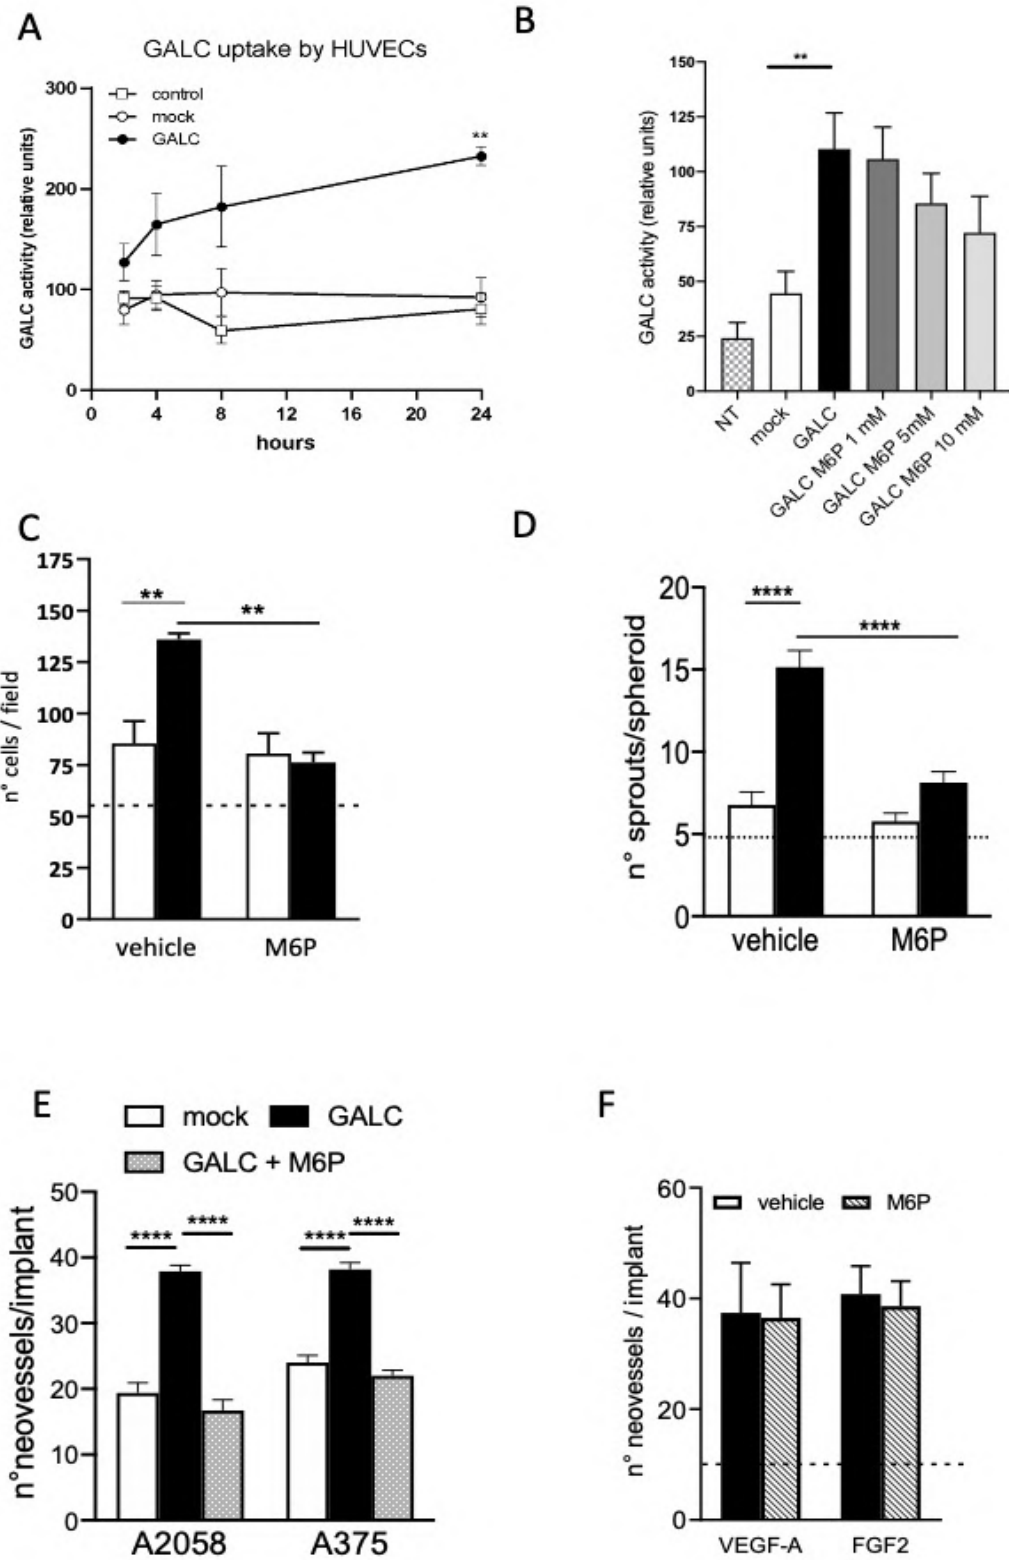 A
GALC uptake by HUVECs
GALC activity (relative units)
300
200
100
0
control
mock
GALC
**
0 4 8 12 16 20 24
hours
B
GALC activity (relative units)
150
125
100
75
50
25
0
**
NT
mock
GALC
GALC M6P 1 mM
GALC M6P 5mM
GALC M6P 10 mM
C
n° cells / field
175
150
125
100
75
50
25
0
**
**
vehicle M6P
D
n° sprouts/spheroid
20
15
10
5
0
****
****
vehicle M6P
E
mock GALC
GALC + M6P
n°neovessels/implant
50
40
30
20
10
0
**** ****
**** ****
A2058 A375
F
n° neovessels / implant
60
40
20
0
vehicle M6P
VEGF-A FGF2